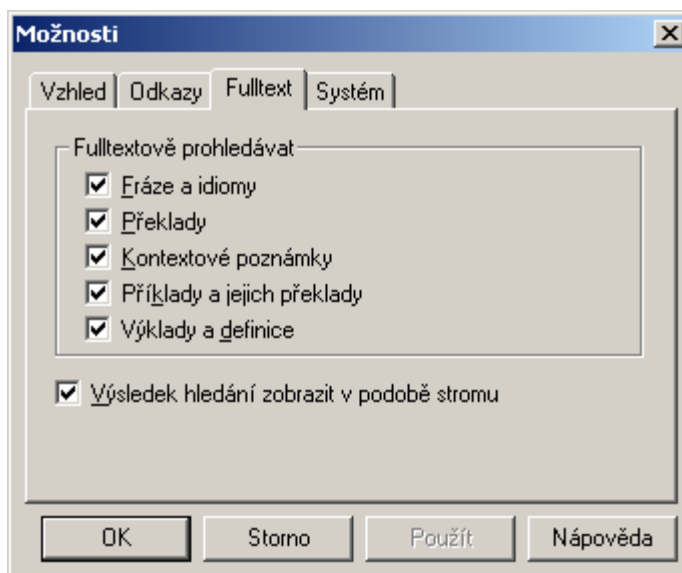 Možnosti
Vzhled Odkazy Fulltext Systém
Fulltextově prohledávat
Fráze a idiomy
Překlady
Kontextové poznámky
Příklady a jejich překlady
Výklady a definice
Výsledek hledání zobrazit v podobě stromu
OK Storno Použít Nápověda